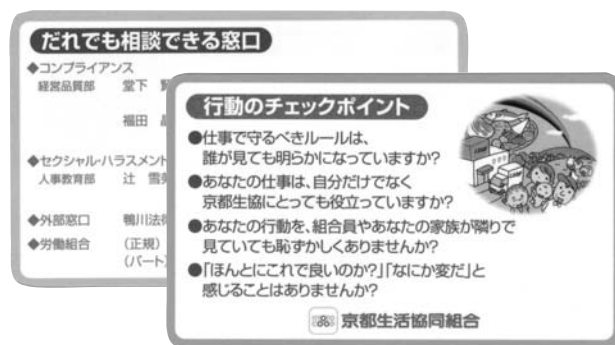 だれでも相談できる窓口
◆コンプライアンス
経営品質部 堂下
福田
◆セクシャル・ハラスメント
人事教育部 辻 雪
◆外部窓口 鴨川法
◆労働組合 (正規)
(パート)
行動のチェックポイント
●仕事で守るべきルールは、
誰が見ても明らかになっていますか?
●あなたの仕事は、自分だけでなく
京都生協にとっても役立っていますか?
●あなたの行動を、組合員やあなたの家族が隣りで
見ていても恥ずかしくありませんか?
●「ほんとにこれで良いのか?」「なにか変だ」と
感じることはありませんか?
京都生活協同組合